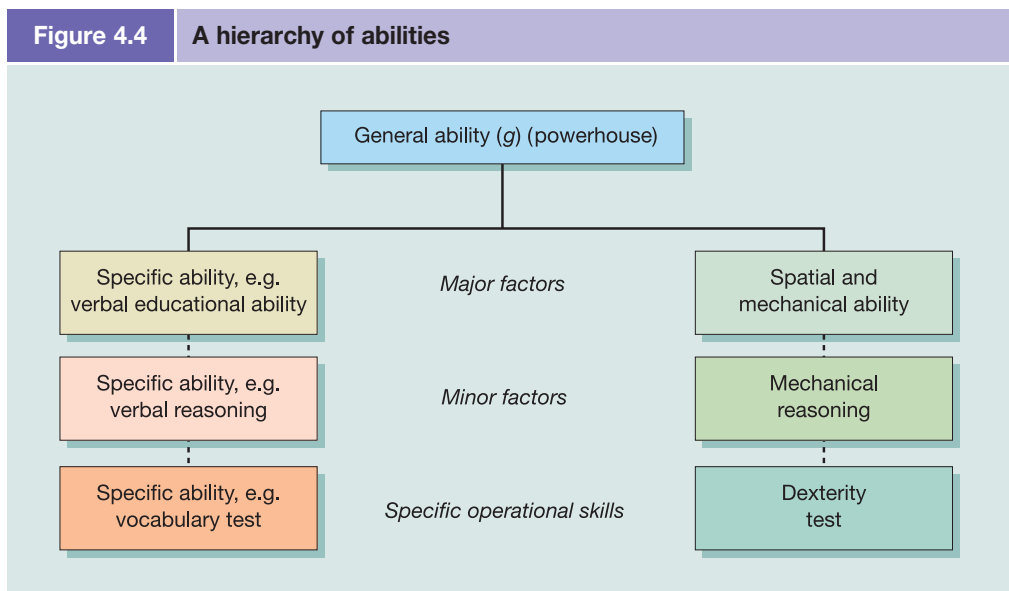 Figure 4.4
A hierarchy of abilities
General ability (g) (powerhouse)
Specific ability, e.g.
verbal educational ability
Major factors
Spatial and
mechanical ability
Specific ability, e.g.
verbal reasoning
Minor factors
Mechanical
reasoning
Specific ability, e.g.
vocabulary test
Specific operational skills
Dexterity
test